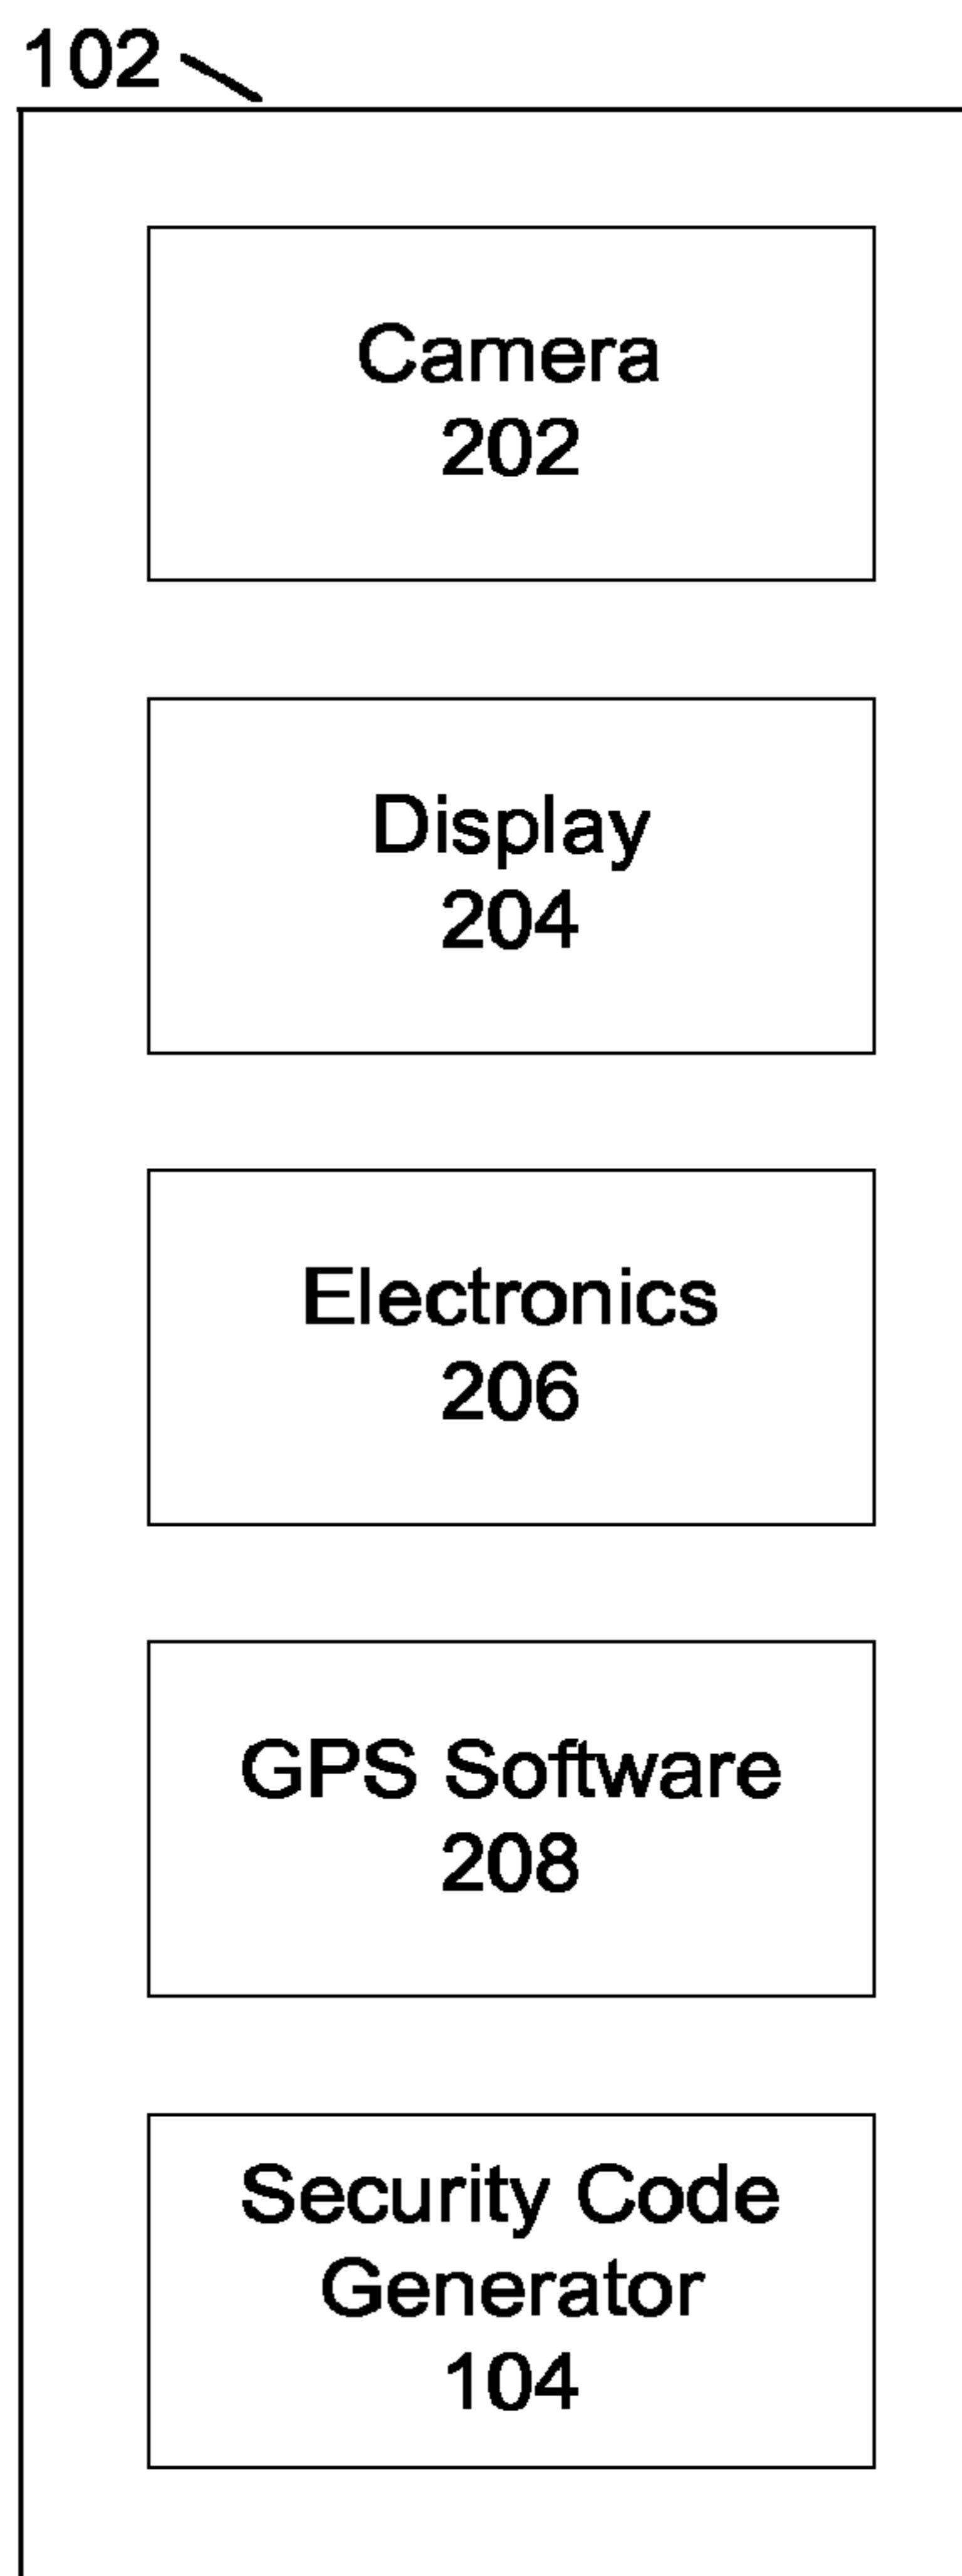 102
Camera
202
Display
204
Electronics
206
GPS Software
208
Security Code
Generator
104